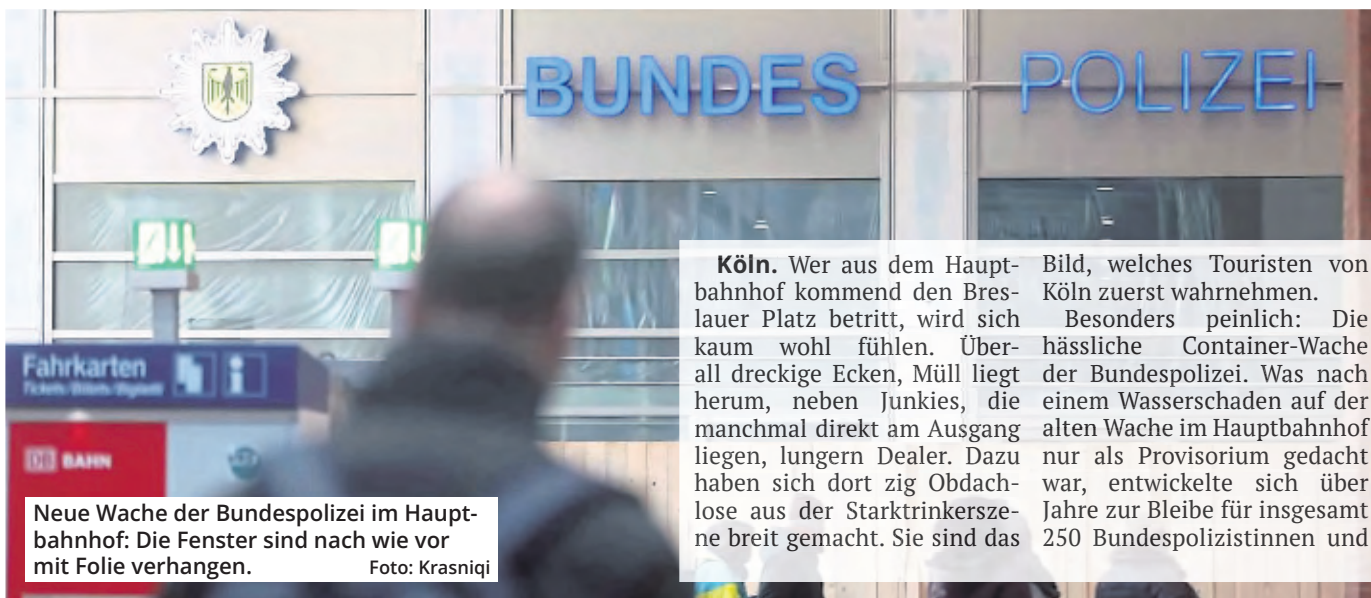 BUNDES POLIZEI
Fahrkarten
DB BAHN
Neue Wache der Bundespolizei im Haupt-
bahnhof: Die Fenster sind nach wie vor
mit Folie verhangen.
Foto: Krasniqi
Köln. Wer aus dem Haupt-
bahnhof kommend den Bres-
lauer Platz betritt, wird sich
kaum wohl fühlen. Über-
all dreckige Ecken, Müll liegt
herum, neben Junkies, die
manchmal direkt am Ausgang
liegen, lungern Dealer. Dazu
haben sich dort zig Obdach-
lose aus der Starktrinkersze-
ne breit gemacht. Sie sind das
Bild, welches Touristen von
Köln zuerst wahrnehmen.
Besonders peinlich: Die
hässliche Container-Wache
der Bundespolizei. Was nach
einem Wasserschaden auf der
alten Wache im Hauptbahnhof
nur als Provisorium gedacht
war, entwickelte sich über
Jahre zur Bleibe für insgesamt
250 Bundespolizistinnen und